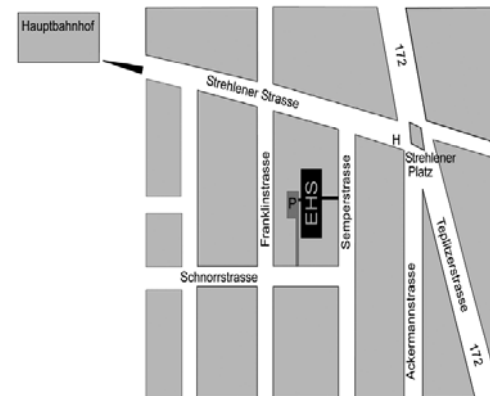 Hauptbahnhof
172
Strehlener Strasse
H
Strehlener
Platz
P
EHS
Franklinstrasse
Semperstrasse
Schnorrstrasse
Ackermannstrasse
Teplitzerstrasse
172